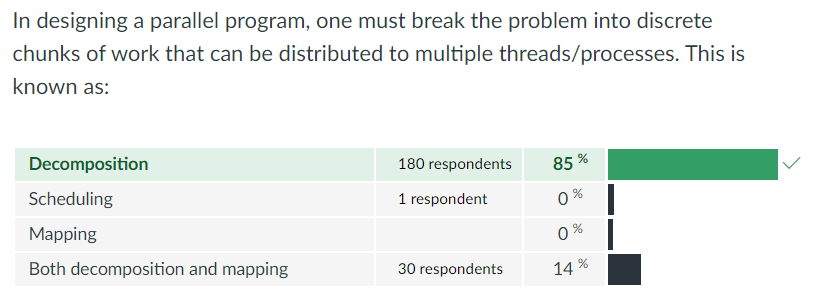 In designing a parallel program, one must break the problem into discrete
chunks of work that can be distributed to multiple threads/processes. This is
known as:
Decomposition 180 respondents 85 %
Scheduling 1 respondent 0 %
Mapping 0 %
Both decomposition and mapping 30 respondents 14 %